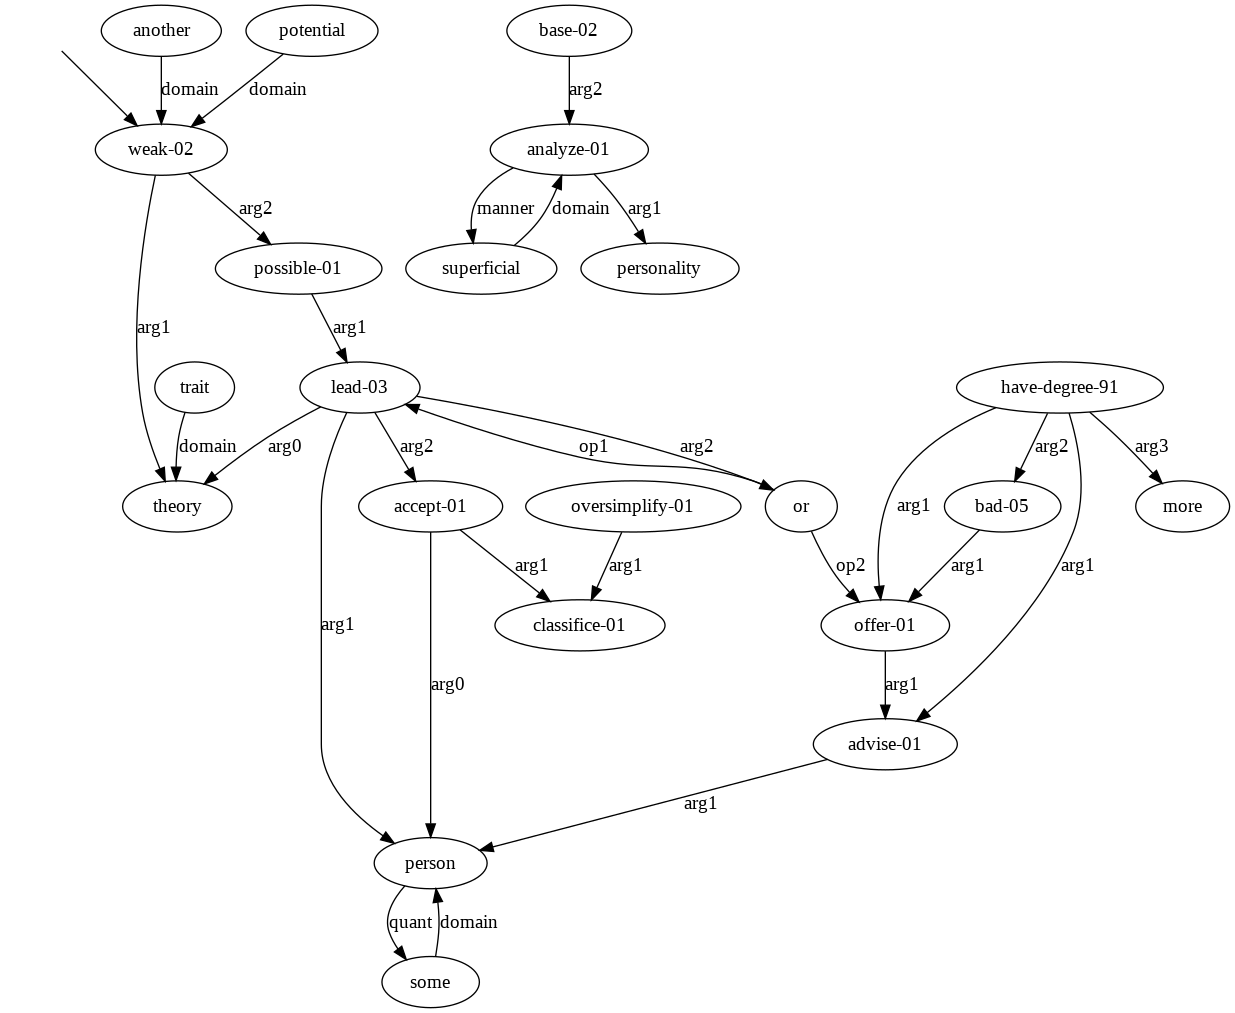 another
potential
base-02
domain
domain
arg2
weak-02
analyze-01
arg2
manner
domain
arg1
possible-01
superficial
personality
arg1
arg1
trait
lead-03
have-degree-91
domain
arg0
arg2
op1
arg2
arg2
arg3
theory
accept-01
oversimplify-01
or
bad-05
more
arg1
arg1
arg1
op2
arg1
arg1
classifice-01
offer-01
arg1
arg0
arg1
advise-01
arg1
person
quant
domain
some